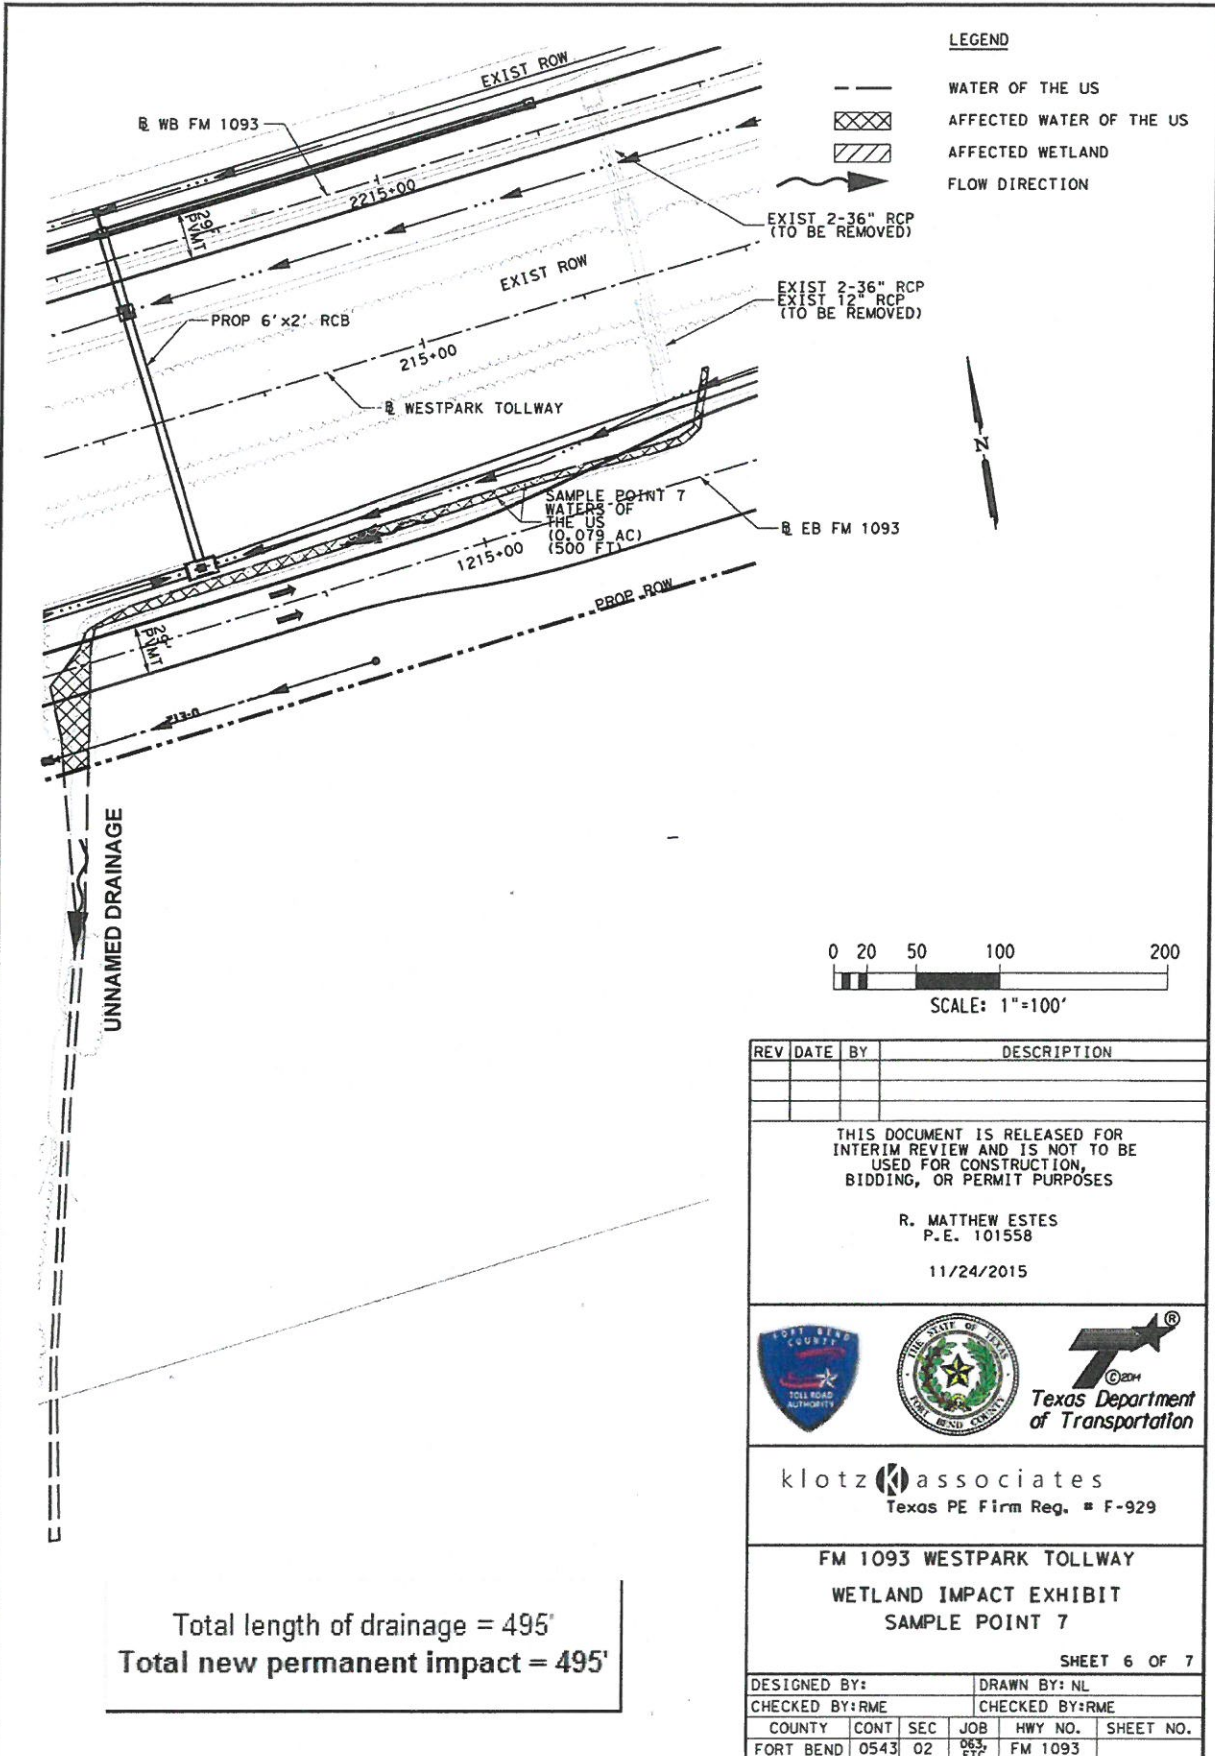 LEGEND
WATER OF THE US
AFFECTED WATER OF THE US
AFFECTED WETLAND
FLOW DIRECTION
EXIST ROW
℄ WB FM 1093
2215+00
29'
PVMT
EXIST 2-36" RCP
(TO BE REMOVED)
EXIST ROW
EXIST 2-36" RCP
EXIST 12" RCP
(TO BE REMOVED)
PROP 6'x2' RCB
215+00
℄ WESTPARK TOLLWAY
N
SAMPLE POINT 7
WATERS OF
THE US
(0.079 AC)
(500 FT)
℄ EB FM 1093
1215+00
PROP ROW
29'
PVMT
UNNAMED DRAINAGE
0 20 50 100 200
SCALE: 1"=100'
REV DATE BY DESCRIPTION
THIS DOCUMENT IS RELEASED FOR
INTERIM REVIEW AND IS NOT TO BE
USED FOR CONSTRUCTION,
BIDDING, OR PERMIT PURPOSES
R. MATTHEW ESTES
P.E. 101558
11/24/2015
FORT BEND
COUNTY
TOLL ROAD
AUTHORITY
THE STATE OF TEXAS
FORT BEND COUNTY
®
©2014
Texas Department
of Transportation
klotz K associates
Texas PE Firm Reg. # F-929
FM 1093 WESTPARK TOLLWAY
WETLAND IMPACT EXHIBIT
SAMPLE POINT 7
SHEET 6 OF 7
DESIGNED BY: DRAWN BY: NL
CHECKED BY:RME CHECKED BY:RME
COUNTY CONT SEC JOB HWY NO. SHEET NO.
FORT BEND 0543 02 063, ETC FM 1093
Total length of drainage = 495'
Total new permanent impact = 495'